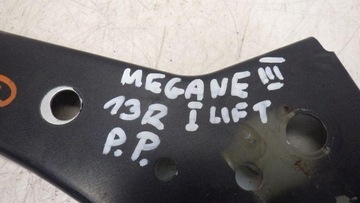 MEGANE III
13R I LIFT
P.P.